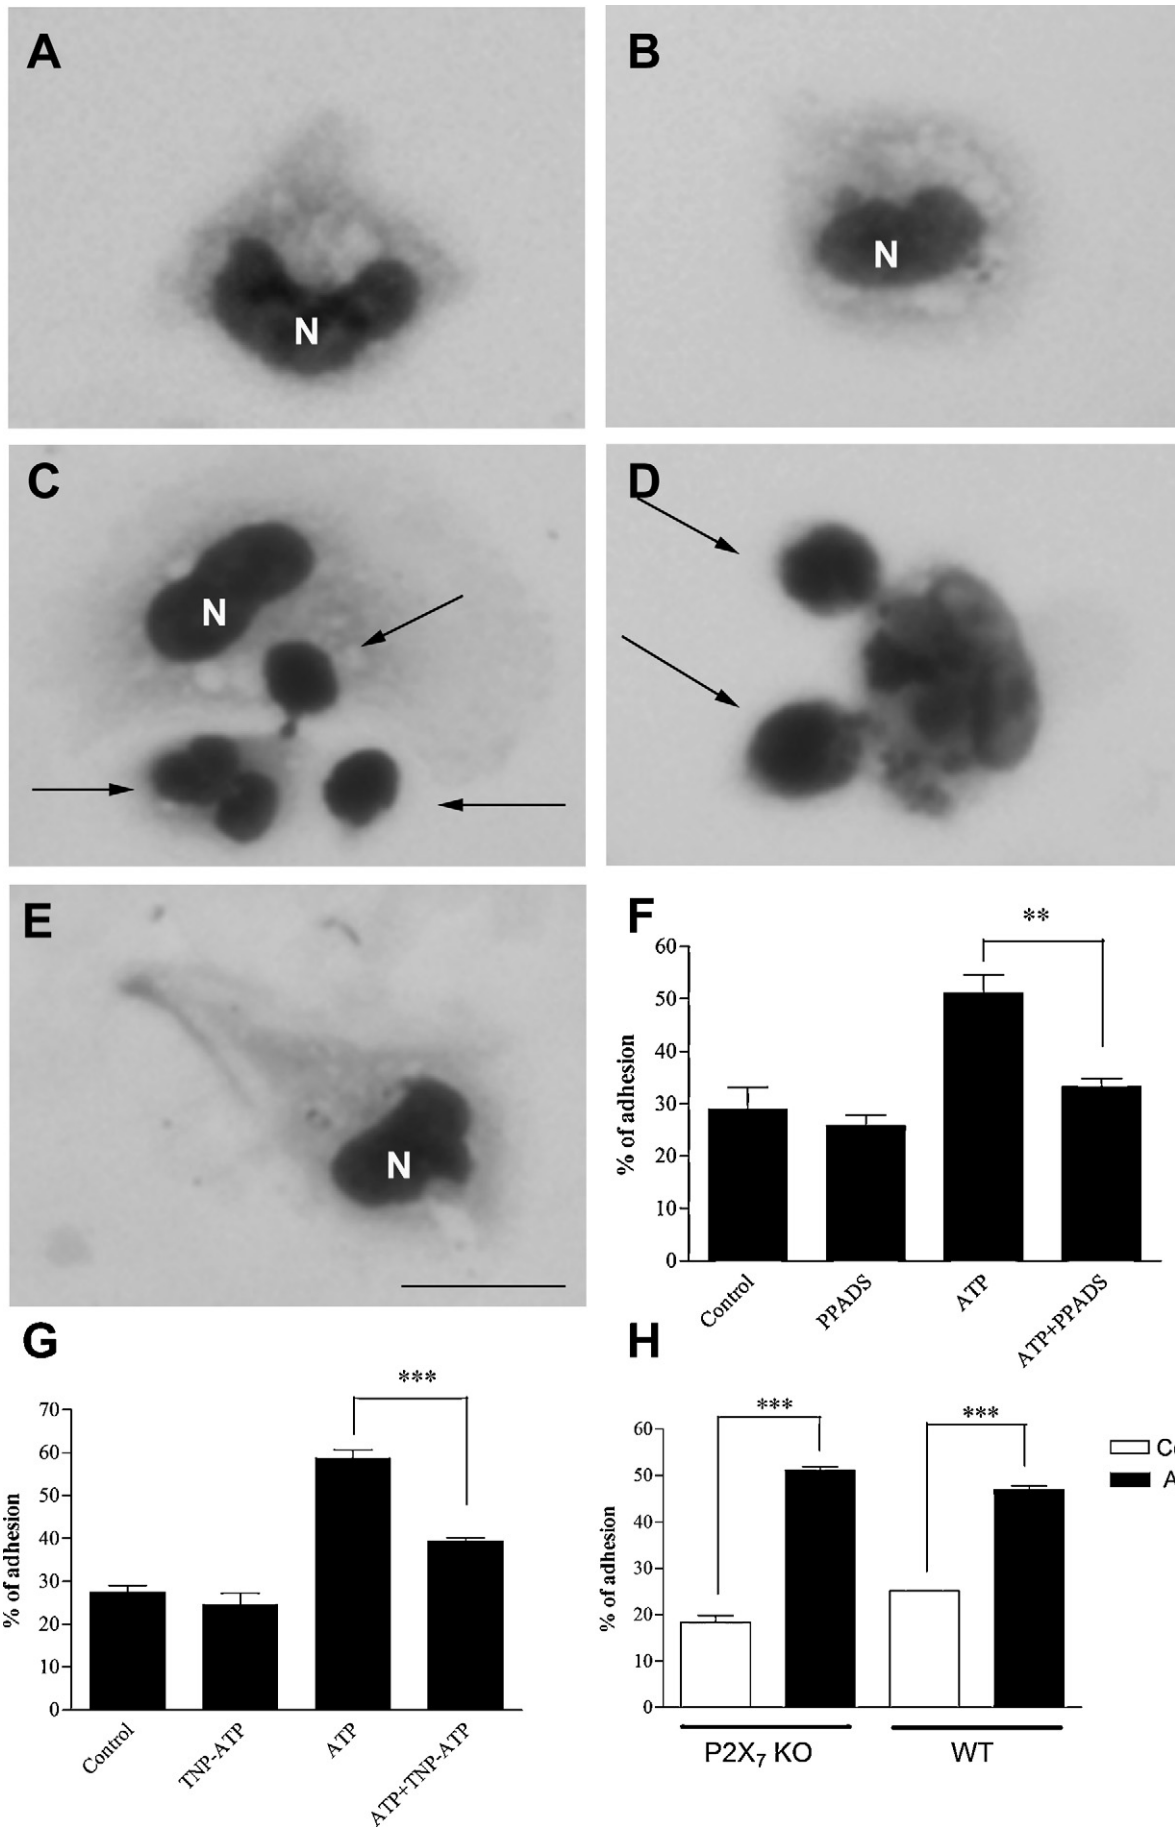 A
B
N
N
C
D
N
E
N
F
**
60
50
40
30
20
10
0
% of adhesion
Control
PPADS
ATP
ATP+PPADS
G
***
70
60
50
40
30
20
10
0
% of adhesion
Control
TNP-ATP
ATP
ATP+TNP-ATP
H
***
***
60
50
40
30
20
10
0
% of adhesion
P2X₇ KO
WT
C
A